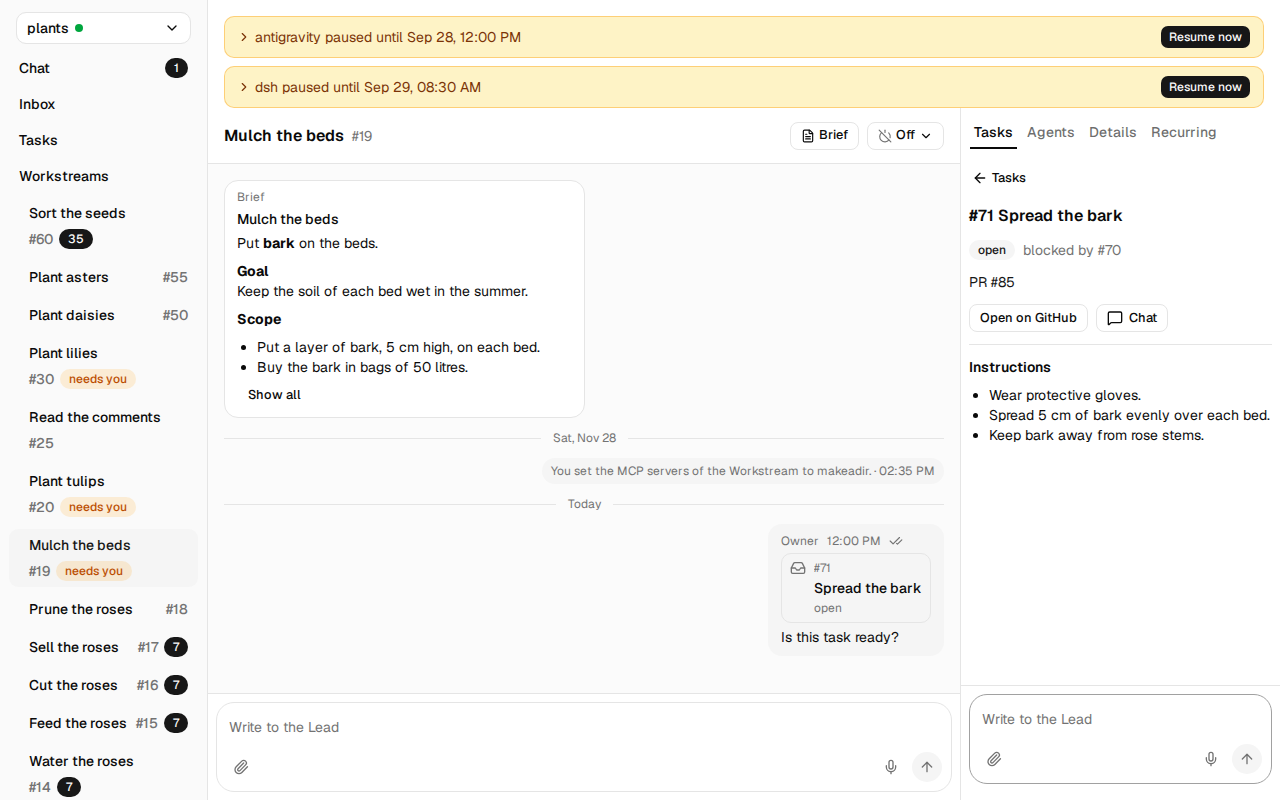 plants
Chat 1
Inbox
Tasks
Workstreams
Sort the seeds
#60 35
Plant asters #55
Plant daisies #50
Plant lilies
#30 needs you
Read the comments
#25
Plant tulips
#20 needs you
Mulch the beds
#19 needs you
Prune the roses #18
Sell the roses #17 7
Cut the roses #16 7
Feed the roses #15 7
Water the roses
#14 7
antigravity paused until Sep 28, 12:00 PM Resume now
dsh paused until Sep 29, 08:30 AM Resume now
Mulch the beds #19 Brief Off
Brief
Mulch the beds
Put bark on the beds.
Goal
Keep the soil of each bed wet in the summer.
Scope
• Put a layer of bark, 5 cm high, on each bed.
• Buy the bark in bags of 50 litres.
Show all
Sat, Nov 28
You set the MCP servers of the Workstream to makeadir. · 02:35 PM
Today
Owner 12:00 PM
#71
Spread the bark
open
Is this task ready?
Write to the Lead
Tasks Agents Details Recurring
Tasks
#71 Spread the bark
open blocked by #70
PR #85
Open on GitHub Chat
Instructions
• Wear protective gloves.
• Spread 5 cm of bark evenly over each bed.
• Keep bark away from rose stems.
Write to the Lead